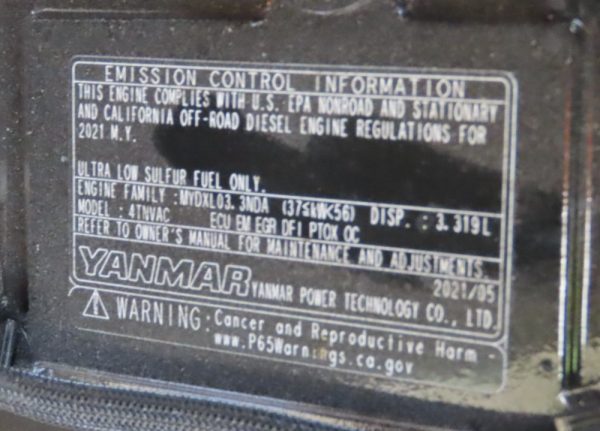 EMISSION CONTROL INFORMATION
THIS ENGINE COMPLIES WITH U.S. EPA NONROAD AND STATIONARY
AND CALIFORNIA OFF-ROAD DIESEL ENGINE REGULATIONS FOR
2021 M.Y.
ULTRA LOW SULFUR FUEL ONLY.
ENGINE FAMILY : MYDXL03.3NDA (37≤kW<56) DISP. : 3.319L
MODEL : 4TNVAC ECU EM EGR DFI PTOX OC
REFER TO OWNER'S MANUAL FOR MAINTENANCE AND ADJUSTMENTS.
2021/05
YANMAR YANMAR POWER TECHNOLOGY CO., LTD.
WARNING: Cancer and Reproductive Harm -
www.P65Warnings.ca.gov